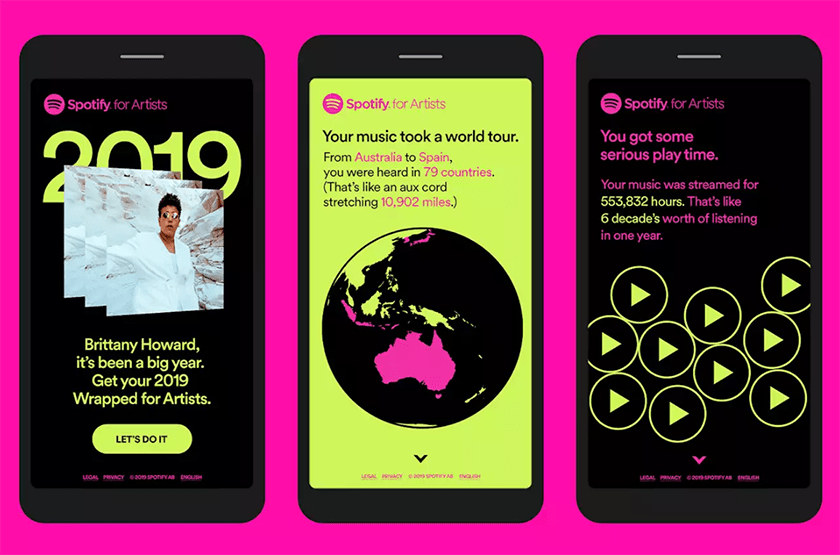 Spotify for Artists
2019
Brittany Howard,
it's been a big year.
Get your 2019
Wrapped for Artists.
LET'S DO IT
LEGAL PRIVACY © 2019 SPOTIFY AB ENGLISH
Spotify for Artists
Your music took a world tour.
From Australia to Spain,
you were heard in 79 countries.
(That's like an aux cord
stretching 10,902 miles.)
LEGAL PRIVACY © 2019 SPOTIFY AB ENGLISH
Spotify for Artists
You got some
serious play time.
Your music was streamed for
553,832 hours. That's like
6 decade's worth of listening
in one year.
LEGAL PRIVACY © 2019 SPOTIFY AB ENGLISH